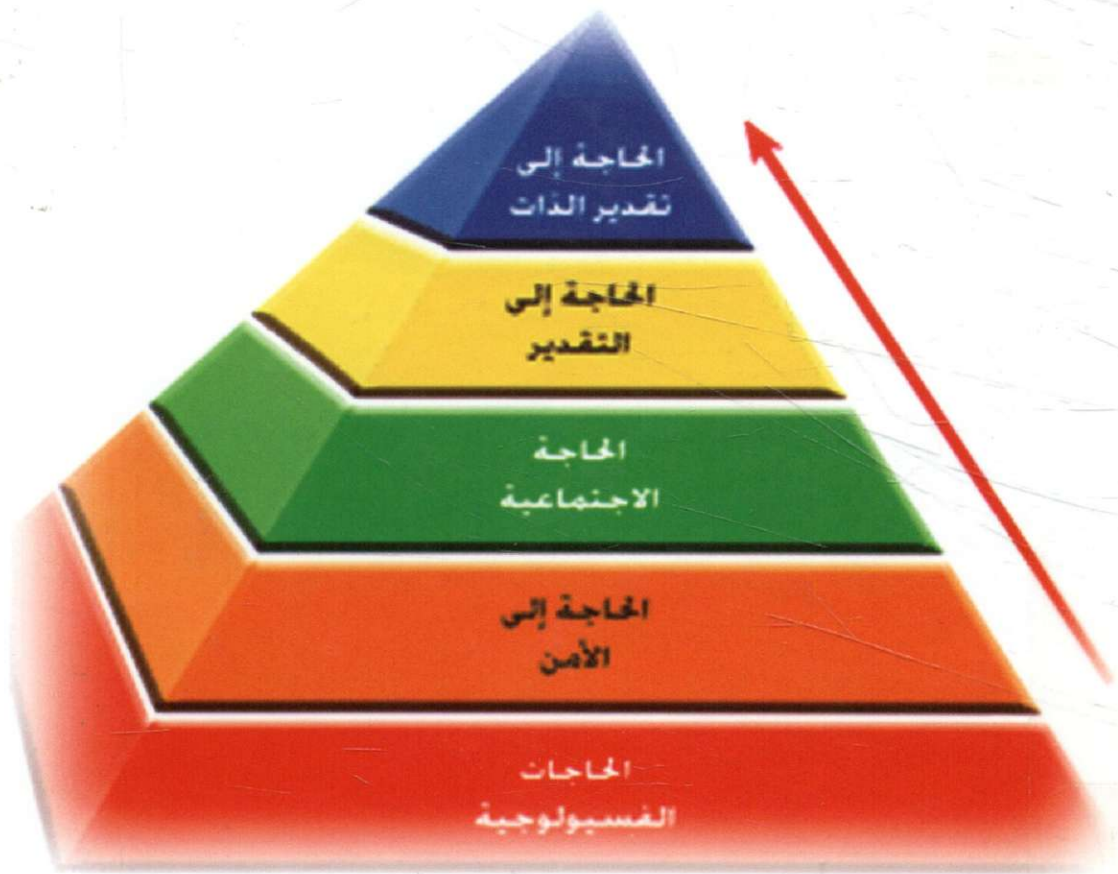 الحاجة إلى
تقدير الذات
الحاجة إلى
التقدير
الحاجة
الاجتماعية
الحاجة إلى
الأمن
الحاجات
الفسيولوجية